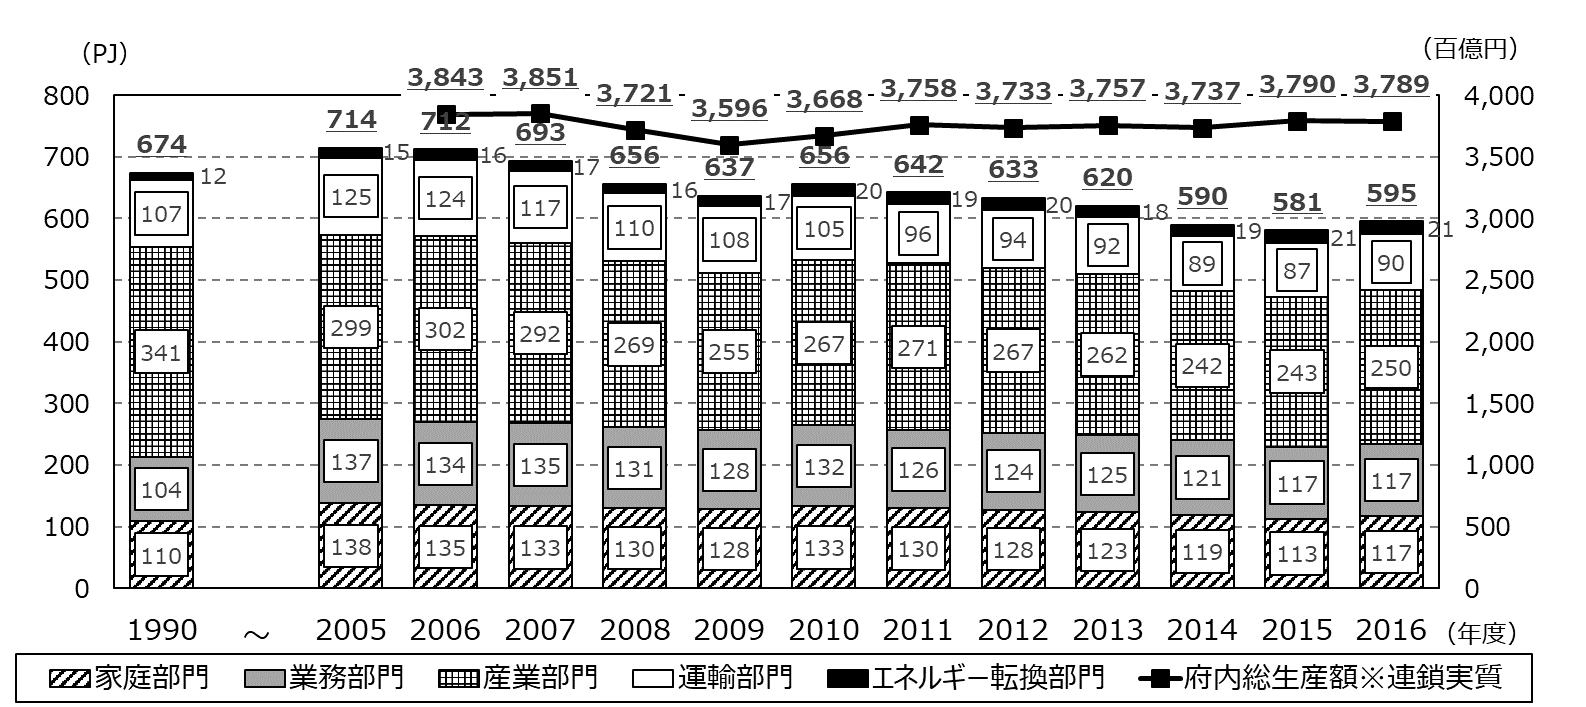 （PJ）
（百億円）
3,843 3,851 3,721 3,596 3,668 3,758 3,733 3,757 3,737 3,790 3,789
674 714 712 693 656 637 656 642 633 620 590 581 595
12 15 16 17 16 17 20 19 20 18 19 21 21
107 125 124 117 110 108 105 96 94 92 89 87 90
341 299 302 292 269 255 267 271 267 262 242 243 250
104 137 134 135 131 128 132 126 124 125 121 117 117
110 138 135 133 130 128 133 130 128 123 119 113 117
800
700
600
500
400
300
200
100
0
4,000
3,500
3,000
2,500
2,000
1,500
1,000
500
0
1990 ～ 2005 2006 2007 2008 2009 2010 2011 2012 2013 2014 2015 2016 （年度）
家庭部門 業務部門 産業部門 運輸部門 エネルギー転換部門 府内総生産額※連鎖実質